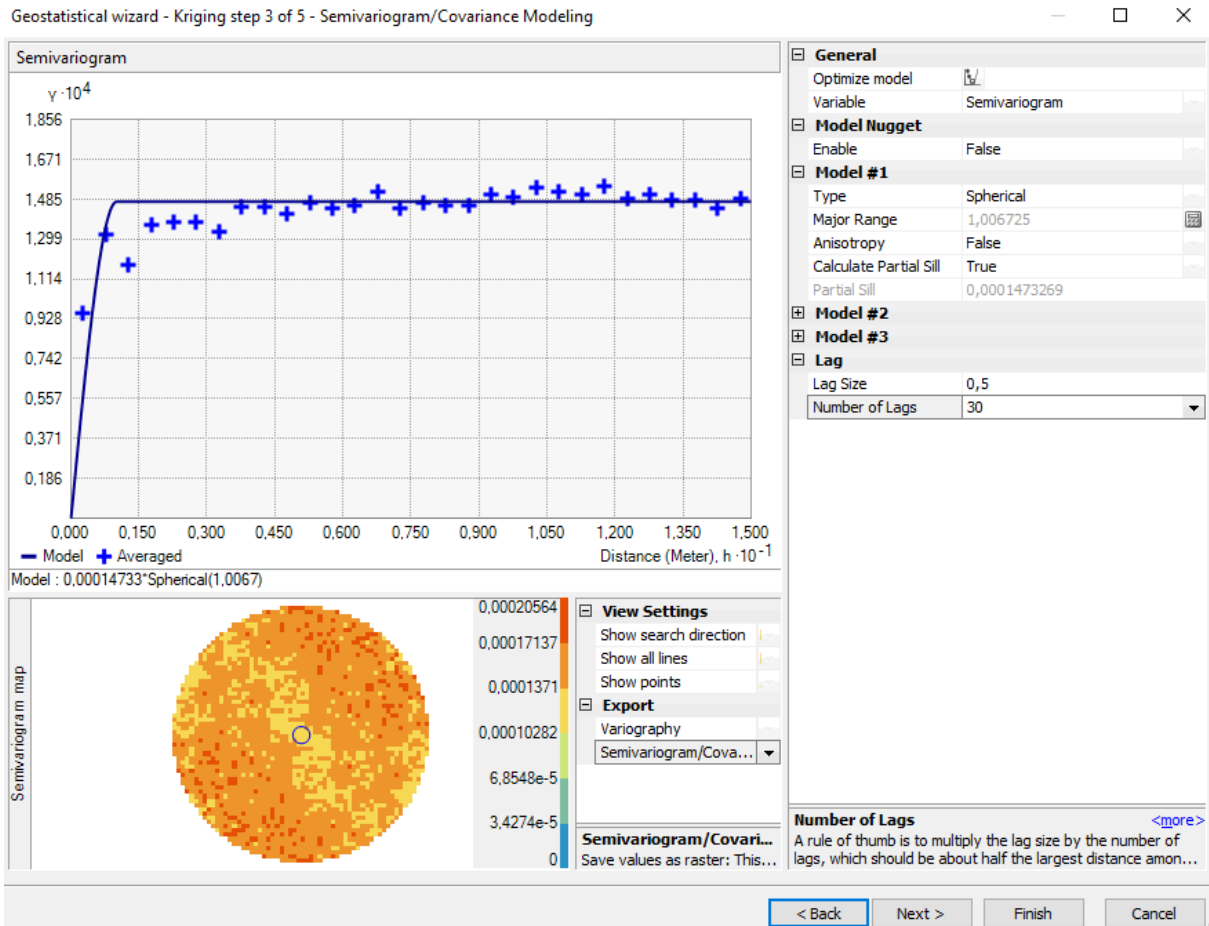 Geostatistical wizard - Kriging step 3 of 5 - Semivariogram/Covariance Modeling
Semivariogram
γ ·10⁴
1,856
1,671
1,485
1,299
1,114
0,928
0,742
0,557
0,371
0,186
0,000 0,150 0,300 0,450 0,600 0,750 0,900 1,050 1,200 1,350 1,500
Model Averaged Distance (Meter), h ·10⁻¹
Model : 0,00014733*Spherical(1,0067)
General
Optimize model
Variable Semivariogram
Model Nugget
Enable False
Model #1
Type Spherical
Major Range 1,006725
Anisotropy False
Calculate Partial Sill True
Partial Sill 0,0001473269
Model #2
Model #3
Lag
Lag Size 0,5
Number of Lags 30
Semivariogram map
0,00020564
0,00017137
0,0001371
0,00010282
6,8548e-5
3,4274e-5
0
View Settings
Show search direction
Show all lines
Show points
Export
Variography
Semivariogram/Cova...
Semivariogram/Covari...
Save values as raster: This...
Number of Lags <more>
A rule of thumb is to multiply the lag size by the number of
lags, which should be about half the largest distance amon...
< Back Next > Finish Cancel